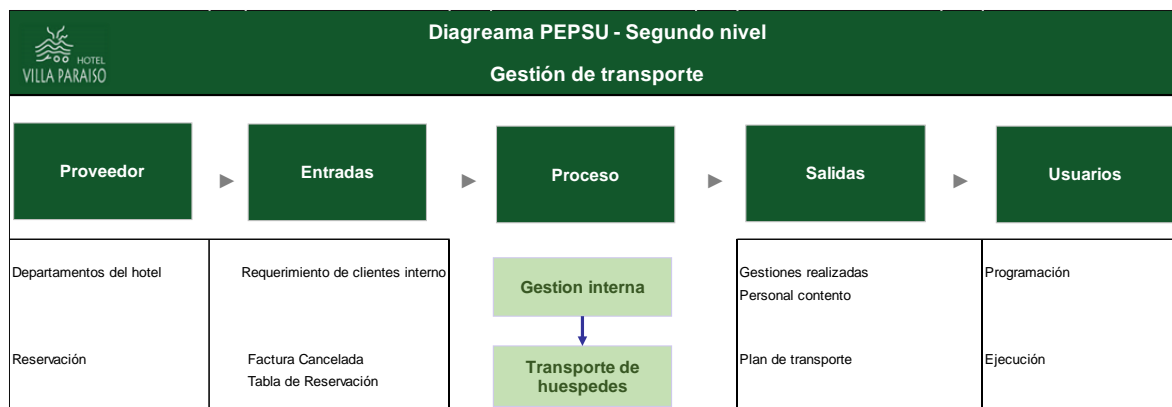 HOTEL
VILLA PARAISO
Diagreama PEPSU - Segundo nivel
Gestión de transporte
Proveedor
Entradas
Proceso
Salidas
Usuarios
Departamentos del hotel
Requerimiento de clientes interno
Gestion interna
Gestiones realizadas
Personal contento
Programación
Reservación
Factura Cancelada
Tabla de Reservación
Transporte de
huespedes
Plan de transporte
Ejecución